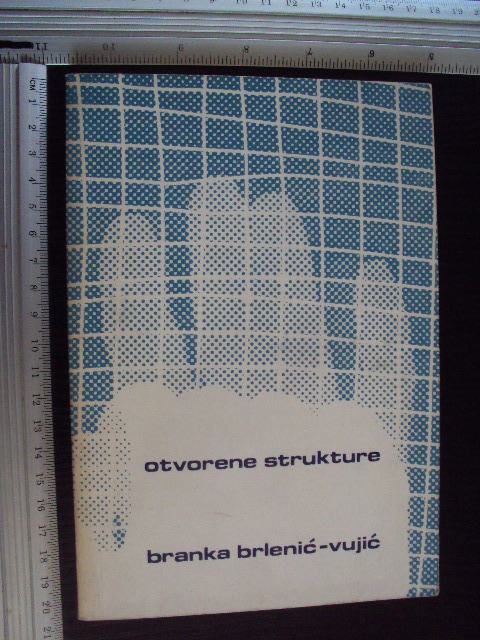 otvorene strukture
branka brlenić-vujić